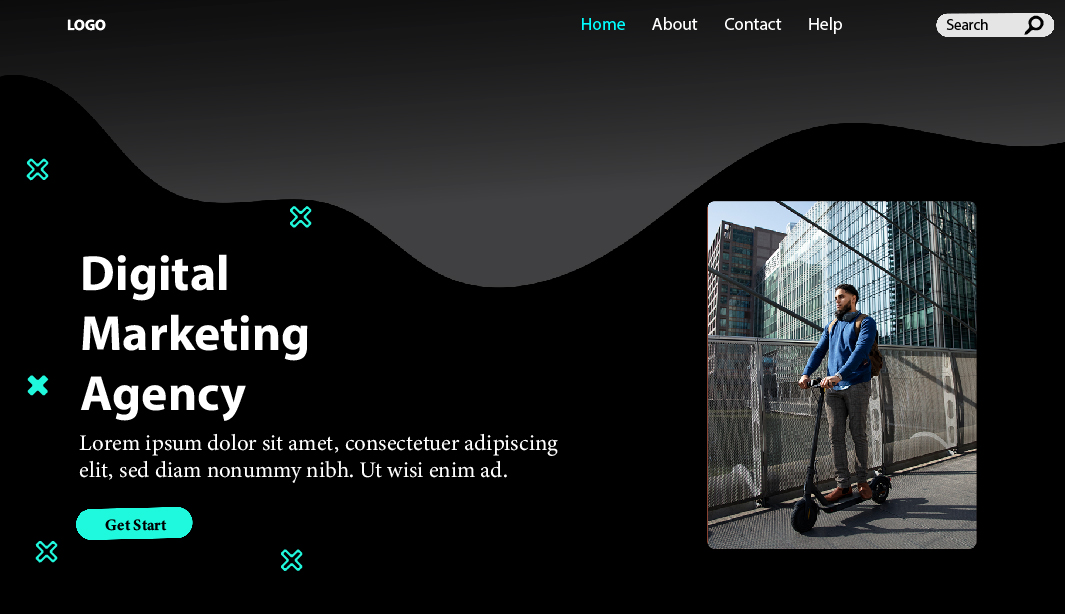 LOGO
Home About Contact Help
Search
Digital
Marketing
Agency
Lorem ipsum dolor sit amet, consectetuer adipiscing
elit, sed diam nonummy nibh. Ut wisi enim ad.
Get Start